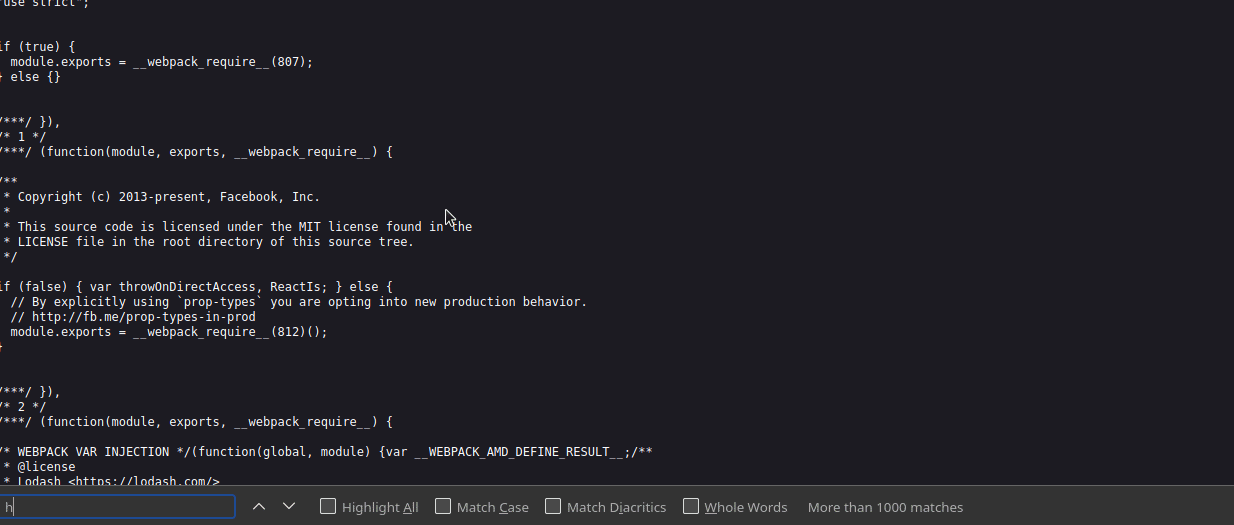 use strict";
if (true) {
module.exports = __webpack_require__(807);
} else {}
/***/ }),
/* 1 */
/***/ (function(module, exports, __webpack_require__) {
/**
* Copyright (c) 2013-present, Facebook, Inc.
*
* This source code is licensed under the MIT license found in the
* LICENSE file in the root directory of this source tree.
*/
if (false) { var throwOnDirectAccess, ReactIs; } else {
// By explicitly using `prop-types` you are opting into new production behavior.
// http://fb.me/prop-types-in-prod
module.exports = __webpack_require__(812)();
}
/***/ }),
/* 2 */
/***/ (function(module, exports, __webpack_require__) {
/* WEBPACK VAR INJECTION */(function(global, module) {var __WEBPACK_AMD_DEFINE_RESULT__;/**
* @license
* Lodash <https://lodash.com/>
h Highlight All Match Case Match Diacritics Whole Words More than 1000 matches